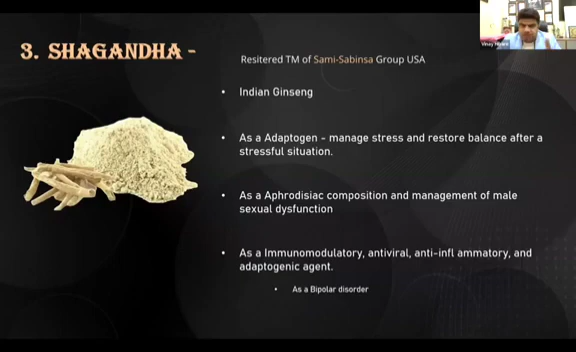 3. SHAGANDHA -
Resitered TM of Sami-Sabinsa Group USA
• Indian Ginseng
• As a Adaptogen - manage stress and restore balance after a
stressful situation.
• As a Aphrodisiac composition and management of male
sexual dysfunction
• As a Immunomodulatory, antiviral, anti-infl ammatory, and
adaptogenic agent.
• As a Bipolar disorder